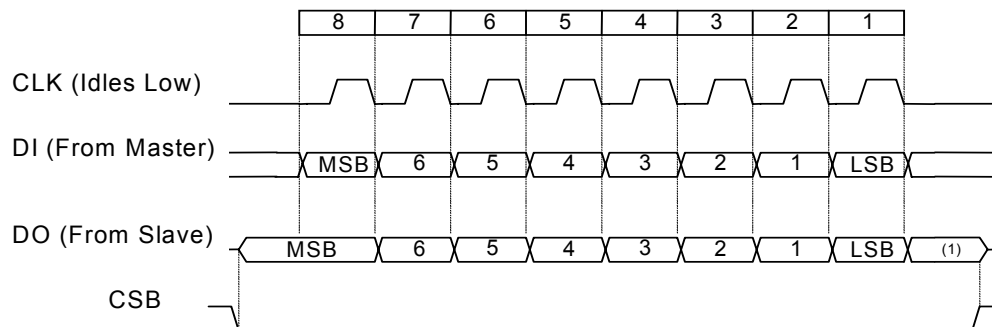 8 7 6 5 4 3 2 1
CLK (Idles Low)
DI (From Master) MSB 6 5 4 3 2 1 LSB
DO (From Slave) MSB 6 5 4 3 2 1 LSB (1)
CSB